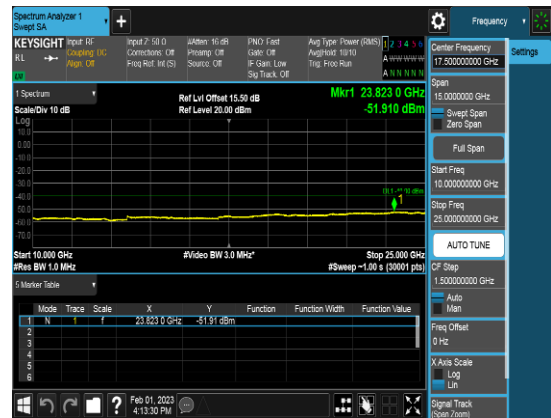 Spectrum Analyzer 1
Swept SA
Frequency
KEYSIGHT
RL
Input: RF
Coupling: DC
Align: Off
Input Z: 50 Ω
Corrections: Off
Freq Ref: Int (S)
#Atten: 16 dB
Preamp: Off
Source: Off
PNO: Fast
Gate: Off
IF Gain: Low
Sig Track: Off
Avg Type: Power (RMS)
Avg|Hold: 10/10
Trig: Free Run
1 2 3 4 5 6
A W W W W W
A N N N N N
Center Frequency
17.500000000 GHz
Settings
Span
15.0000000 GHz
Swept Span
Zero Span
Full Span
Start Freq
10.000000000 GHz
Stop Freq
25.000000000 GHz
AUTO TUNE
CF Step
1.500000000 GHz
Auto
Man
Freq Offset
0 Hz
X Axis Scale
Log
Lin
Signal Track
(Span Zoom)
1 Spectrum
Scale/Div 10 dB
Ref Lvl Offset 15.50 dB
Ref Level 20.00 dBm
Mkr1 23.823 0 GHz
-51.910 dBm
Log
10.0
0.00
-10.0
-20.0
-30.0
-40.0
-50.0
-60.0
-70.0
1
Start 10.000 GHz
#Res BW 1.0 MHz
#Video BW 3.0 MHz*
Stop 25.000 GHz
#Sweep ~1.00 s (30001 pts)
5 Marker Table
Mode Trace Scale X Y Function Function Width Function Value
1 N 1 f 23.823 0 GHz -51.91 dBm
2
3
4
5
6
?
Feb 01, 2023
4:13:30 PM